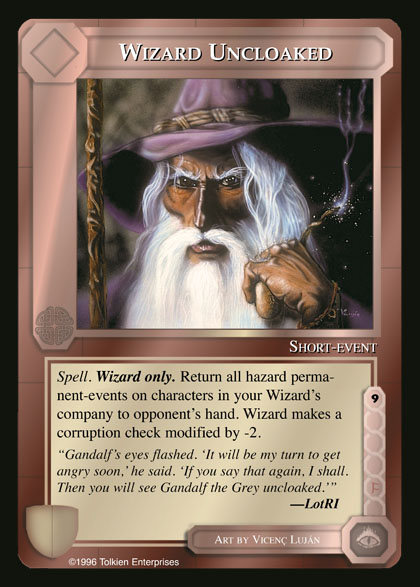 WIZARD UNCLOAKED
SHORT-EVENT
Spell. Wizard only. Return all hazard perma-
nent-events on characters in your Wizard's
company to opponent's hand. Wizard makes a
corruption check modified by -2.
9
“Gandalf's eyes flashed. ‘It will be my turn to get
angry soon,’ he said. ‘If you say that again, I shall.
Then you will see Gandalf the Grey uncloaked.’”
—LotRI
ART BY VICENÇ LUJÁN
©1996 Tolkien Enterprises